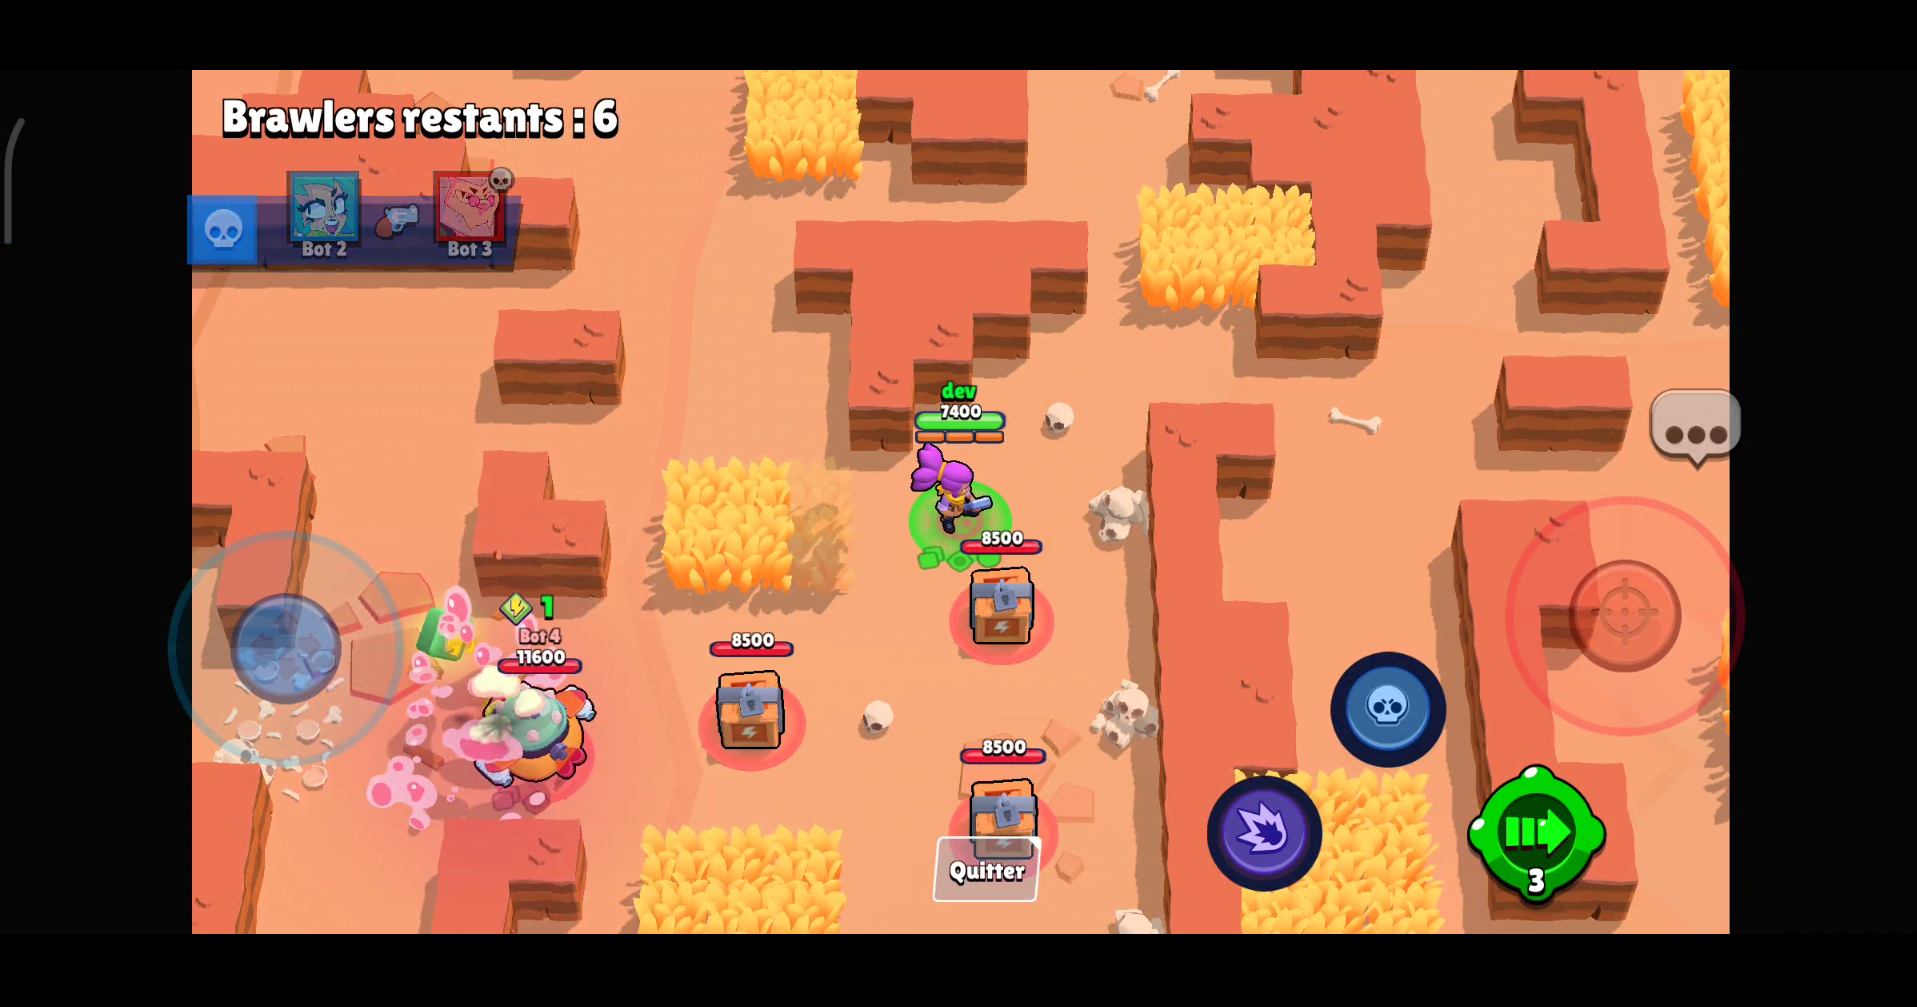 Brawlers restants : 6
Bot 2
Bot 3
dev
7400
8500
1
Bot 4
11600
8500
8500
Quitter
3